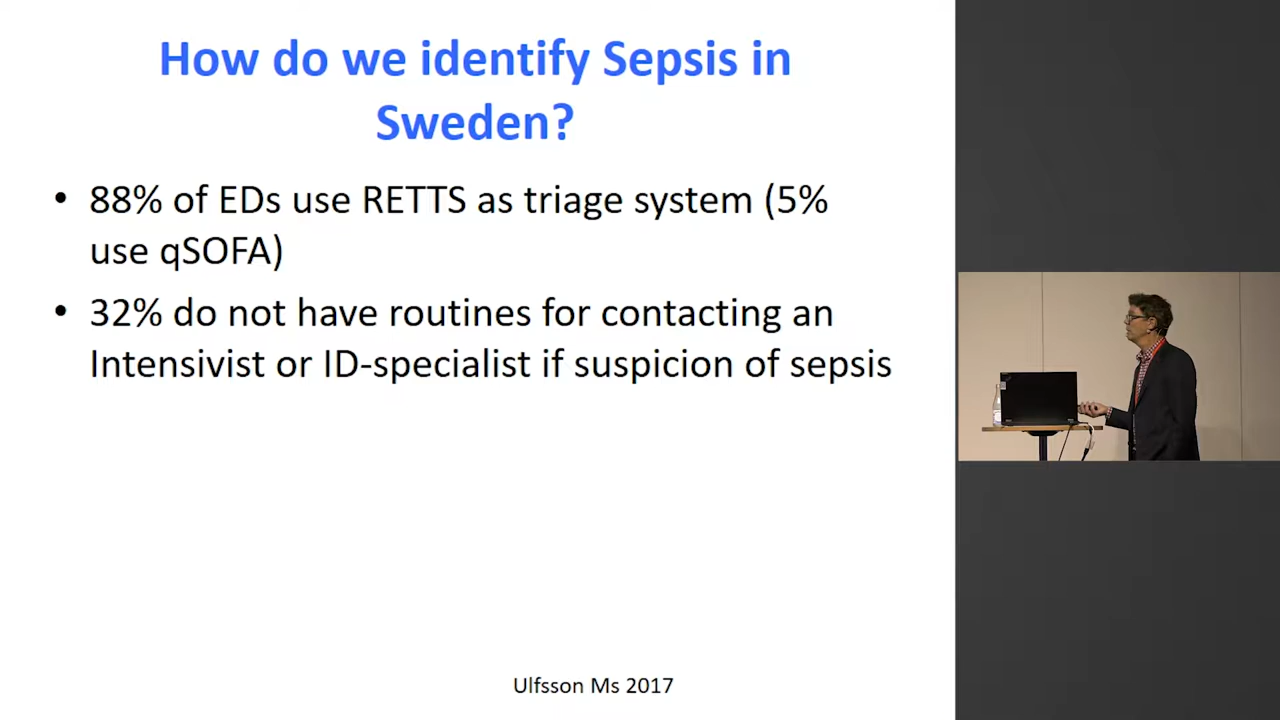 How do we identify Sepsis in
Sweden?
• 88% of EDs use RETTS as triage system (5%
use qSOFA)
• 32% do not have routines for contacting an
Intensivist or ID-specialist if suspicion of sepsis
Ulfsson Ms 2017